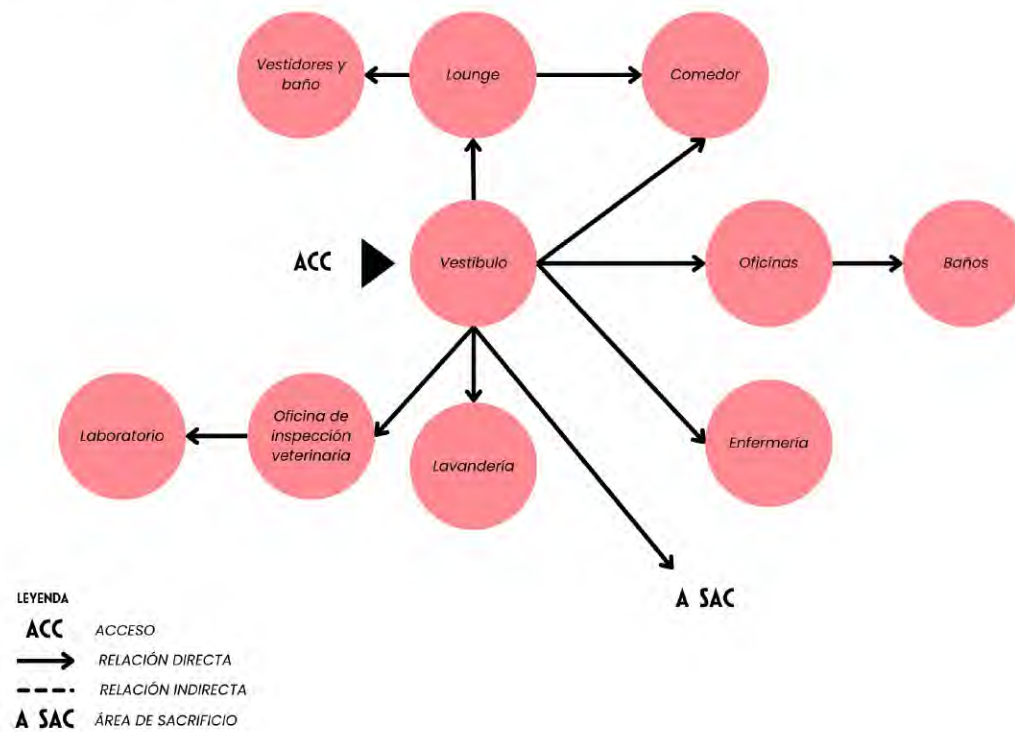 Vestidores y
baño
Lounge
Comedor
ACC
Vestíbulo
Oficinas
Baños
Laboratorio
Oficina de
inspección
veterinaria
Lavandería
Enfermería
A SAC
LEYENDA
ACC ACCESO
RELACIÓN DIRECTA
RELACIÓN INDIRECTA
A SAC ÁREA DE SACRIFICIO